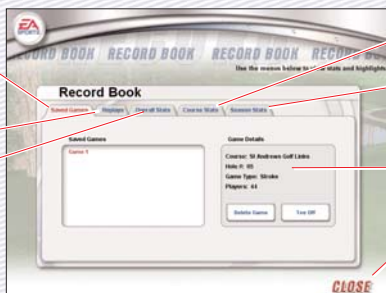 EA
SPORTS
RECORD BOOK RECORD BOOK RECORD BOOK
Use the menus below to view stats and highlights
Record Book
Saved Games Replays Overall Stats Course Stats Season Stats
Saved Games
Game 1
Game Details
Course: St Andrews Golf Links
Hole #: 05
Game Type: Stroke
Players: 44
Delete Game Tee Off
CLOSE